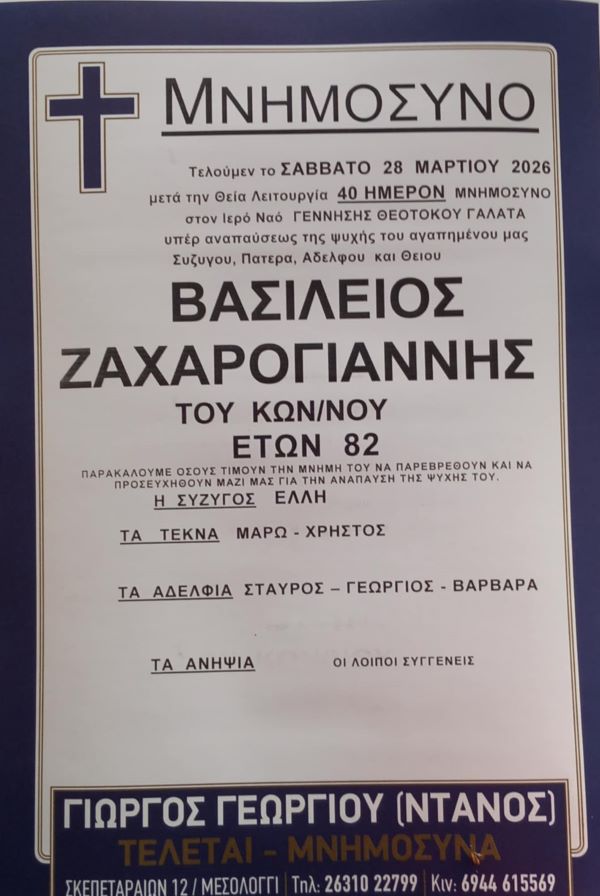 ΜΝΗΜΟΣΥΝΟ
Τελούμεν το ΣΑΒΒΑΤΟ 28 ΜΑΡΤΙΟΥ 2026
μετά την Θεία Λειτουργία 40 ΗΜΕΡΟΝ ΜΝΗΜΟΣΥΝΟ
στον Ιερό Ναό ΓΕΝΝΗΣΗΣ ΘΕΟΤΟΚΟΥ ΓΑΛΑΤΑ
υπέρ αναπαύσεως της ψυχής του αγαπημένου μας
Συζυγου, Πατερα, Αδελφου και Θειου
ΒΑΣΙΛΕΙΟΣ
ΖΑΧΑΡΟΓΙΑΝΝΗΣ
ΤΟΥ ΚΩΝ/ΝΟΥ
ΕΤΩΝ 82
ΠΑΡΑΚΑΛΟΥΜΕ ΟΣΟΥΣ ΤΙΜΟΥΝ ΤΗΝ ΜΝΗΜΗ ΤΟΥ ΝΑ ΠΑΡΕΒΡΕΘΟΥΝ ΚΑΙ ΝΑ
ΠΡΟΣΕΥΧΗΘΟΥΝ ΜΑΖΙ ΜΑΣ ΓΙΑ ΤΗΝ ΑΝΑΠΑΥΣΗ ΤΗΣ ΨΥΧΗΣ ΤΟΥ.
Η ΣΥΖΥΓΟΣ ΕΛΛΗ
ΤΑ ΤΕΚΝΑ ΜΑΡΩ - ΧΡΗΣΤΟΣ
ΤΑ ΑΔΕΛΦΙΑ ΣΤΑΥΡΟΣ – ΓΕΩΡΓΙΟΣ - ΒΑΡΒΑΡΑ
ΤΑ ΑΝΗΨΙΑ ΟΙ ΛΟΙΠΟΙ ΣΥΓΓΕΝΕΙΣ
ΓΙΩΡΓΟΣ ΓΕΩΡΓΙΟΥ (ΝΤΑΝΟΣ)
ΤΕΛΕΤΑΙ - ΜΝΗΜΟΣΥΝΑ
ΣΚΕΠΕΤΑΡΑΙΩΝ 12 / ΜΕΣΟΛΟΓΓΙ | Τηλ: 26310 22799 | Κιν: 6944 615569